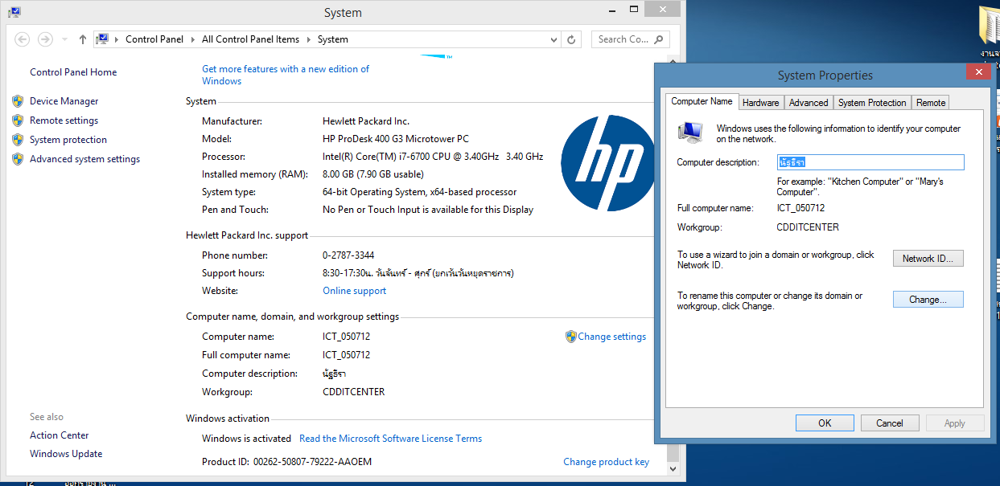 System
Control Panel
All Control Panel Items
System
Search Co...
Control Panel Home
Device Manager
Remote settings
System protection
Advanced system settings
See also
Action Center
Windows Update
™
Get more features with a new edition of
Windows
System
Manufacturer: Hewlett Packard Inc.
Model: HP ProDesk 400 G3 Microtower PC
Processor: Intel(R) Core(TM) i7-6700 CPU @ 3.40GHz 3.40 GHz
Installed memory (RAM): 8.00 GB (7.90 GB usable)
System type: 64-bit Operating System, x64-based processor
Pen and Touch: No Pen or Touch Input is available for this Display
hp
Hewlett Packard Inc. support
Phone number: 0-2787-3344
Support hours: 8:30-17:30น. วันจันทร์ - ศุกร์ (ยกเว้นวันหยุดราชการ)
Website: Online support
Computer name, domain, and workgroup settings
Computer name: ICT_050712
Change settings
Full computer name: ICT_050712
Computer description: นัฐธิรา
Workgroup: CDDITCENTER
Windows activation
Windows is activated Read the Microsoft Software License Terms
Product ID: 00262-50807-79222-AAOEM
Change product key
System Properties
Computer Name
Hardware
Advanced
System Protection
Remote
Windows uses the following information to identify your computer
on the network.
Computer description: นัฐธิรา
For example: "Kitchen Computer" or "Mary's
Computer".
Full computer name: ICT_050712
Workgroup: CDDITCENTER
To use a wizard to join a domain or workgroup, click
Network ID.
Network ID...
To rename this computer or change its domain or
workgroup, click Change.
Change...
OK
Cancel
Apply